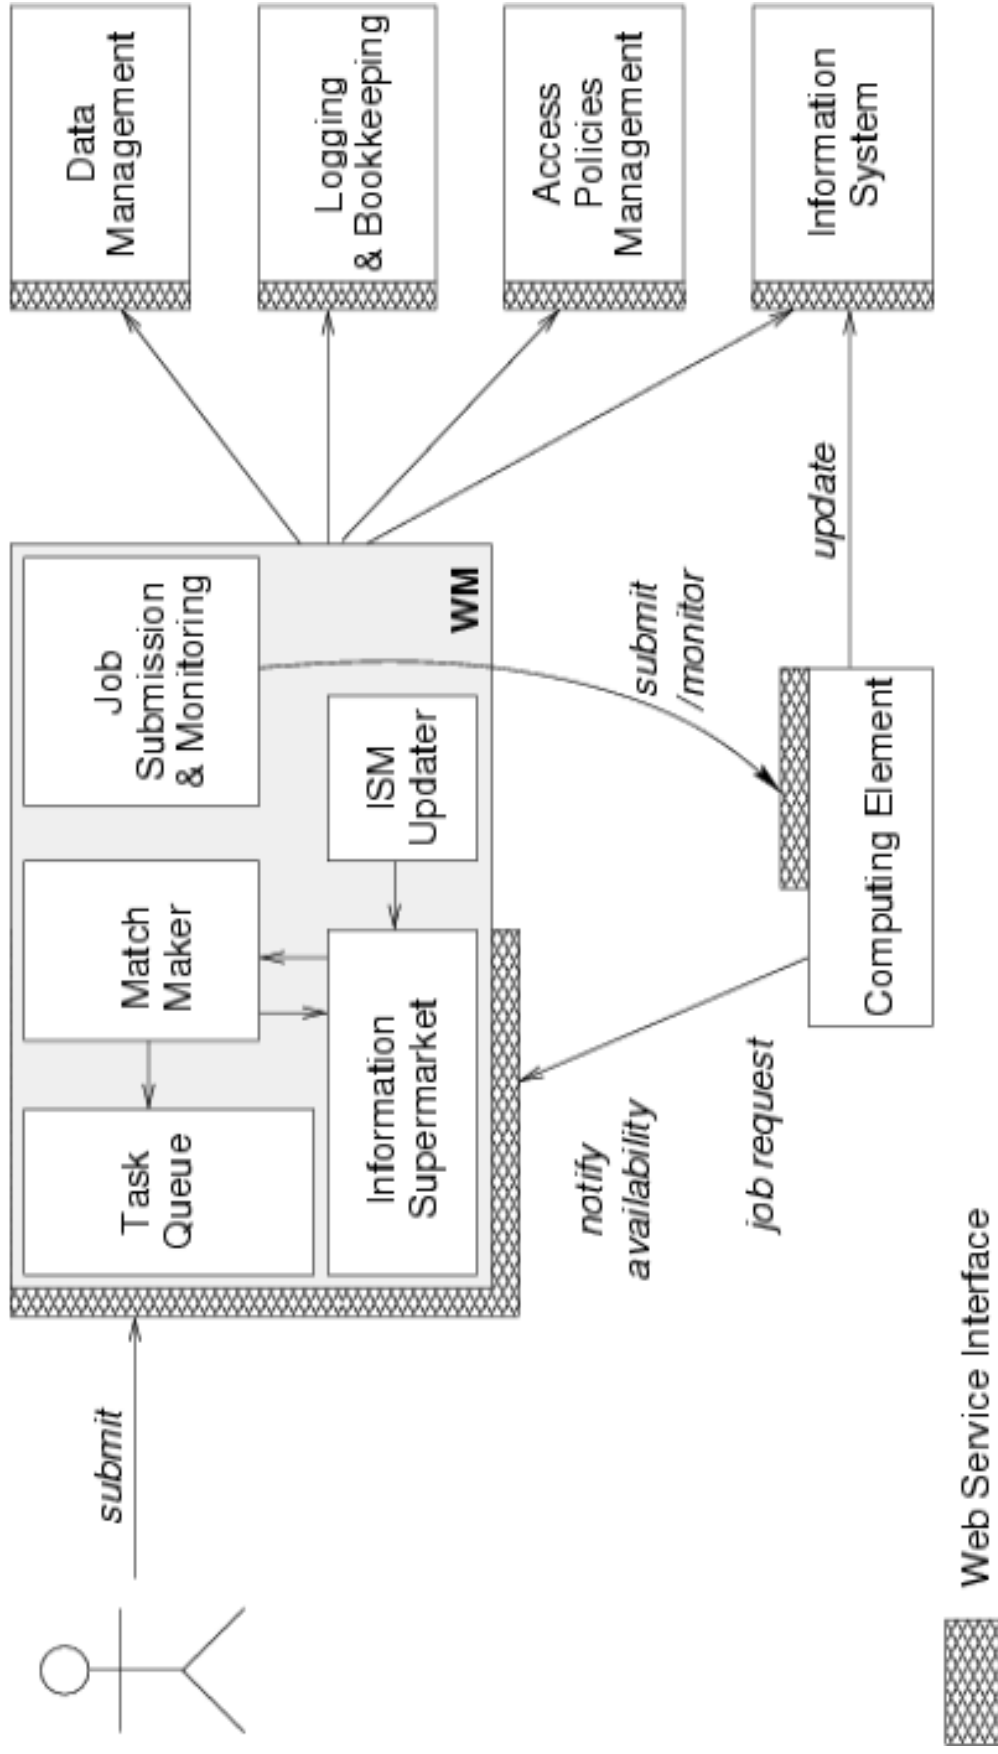 submit
Task
Queue
Match
Maker
Job
Submission
& Monitoring
Information
Supermarket
ISM
Updater
WM
Data
Management
Logging
& Bookkeeping
Access
Policies
Management
Information
System
notify
availability
job request
submit
/monitor
update
Computing Element
Web Service Interface